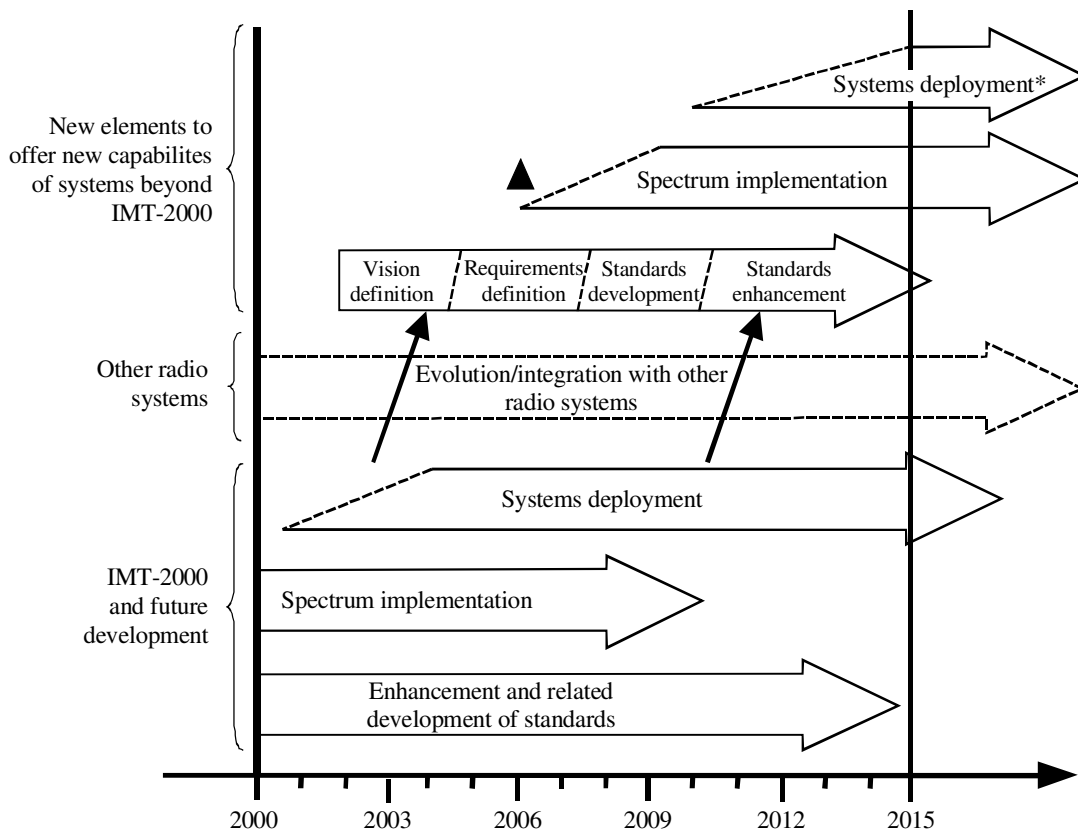 New elements to
offer new capabilites
of systems beyond
IMT-2000
Systems deployment*
Spectrum implementation
Vision
definition
Requirements
definition
Standards
development
Standards
enhancement
Other radio
systems
Evolution/integration with other
radio systems
IMT-2000
and future
development
Systems deployment
Spectrum implementation
Enhancement and related
development of standards
2000
2003
2006
2009
2012
2015